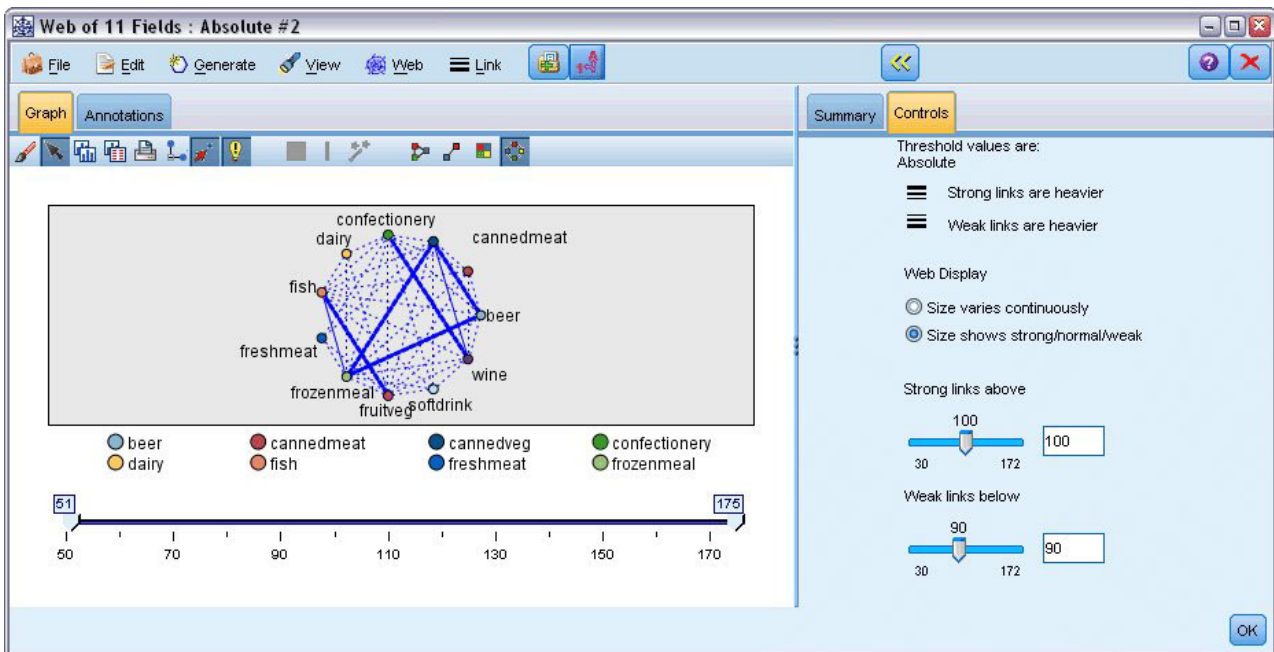 Web of 11 Fields : Absolute #2
File Edit Generate View Web Link
Graph Annotations
Summary Controls
confectionery
dairy
cannedmeat
fish
beer
freshmeat
wine
frozenmeal
softdrink
fruitveg
beer cannedmeat cannedveg confectionery
dairy fish freshmeat frozenmeal
51 175
50 70 90 110 130 150 170
Threshold values are:
Absolute
Strong links are heavier
Weak links are heavier
Web Display
Size varies continuously
Size shows strong/normal/weak
Strong links above
100
100
30 172
Weak links below
90
90
30 172
OK